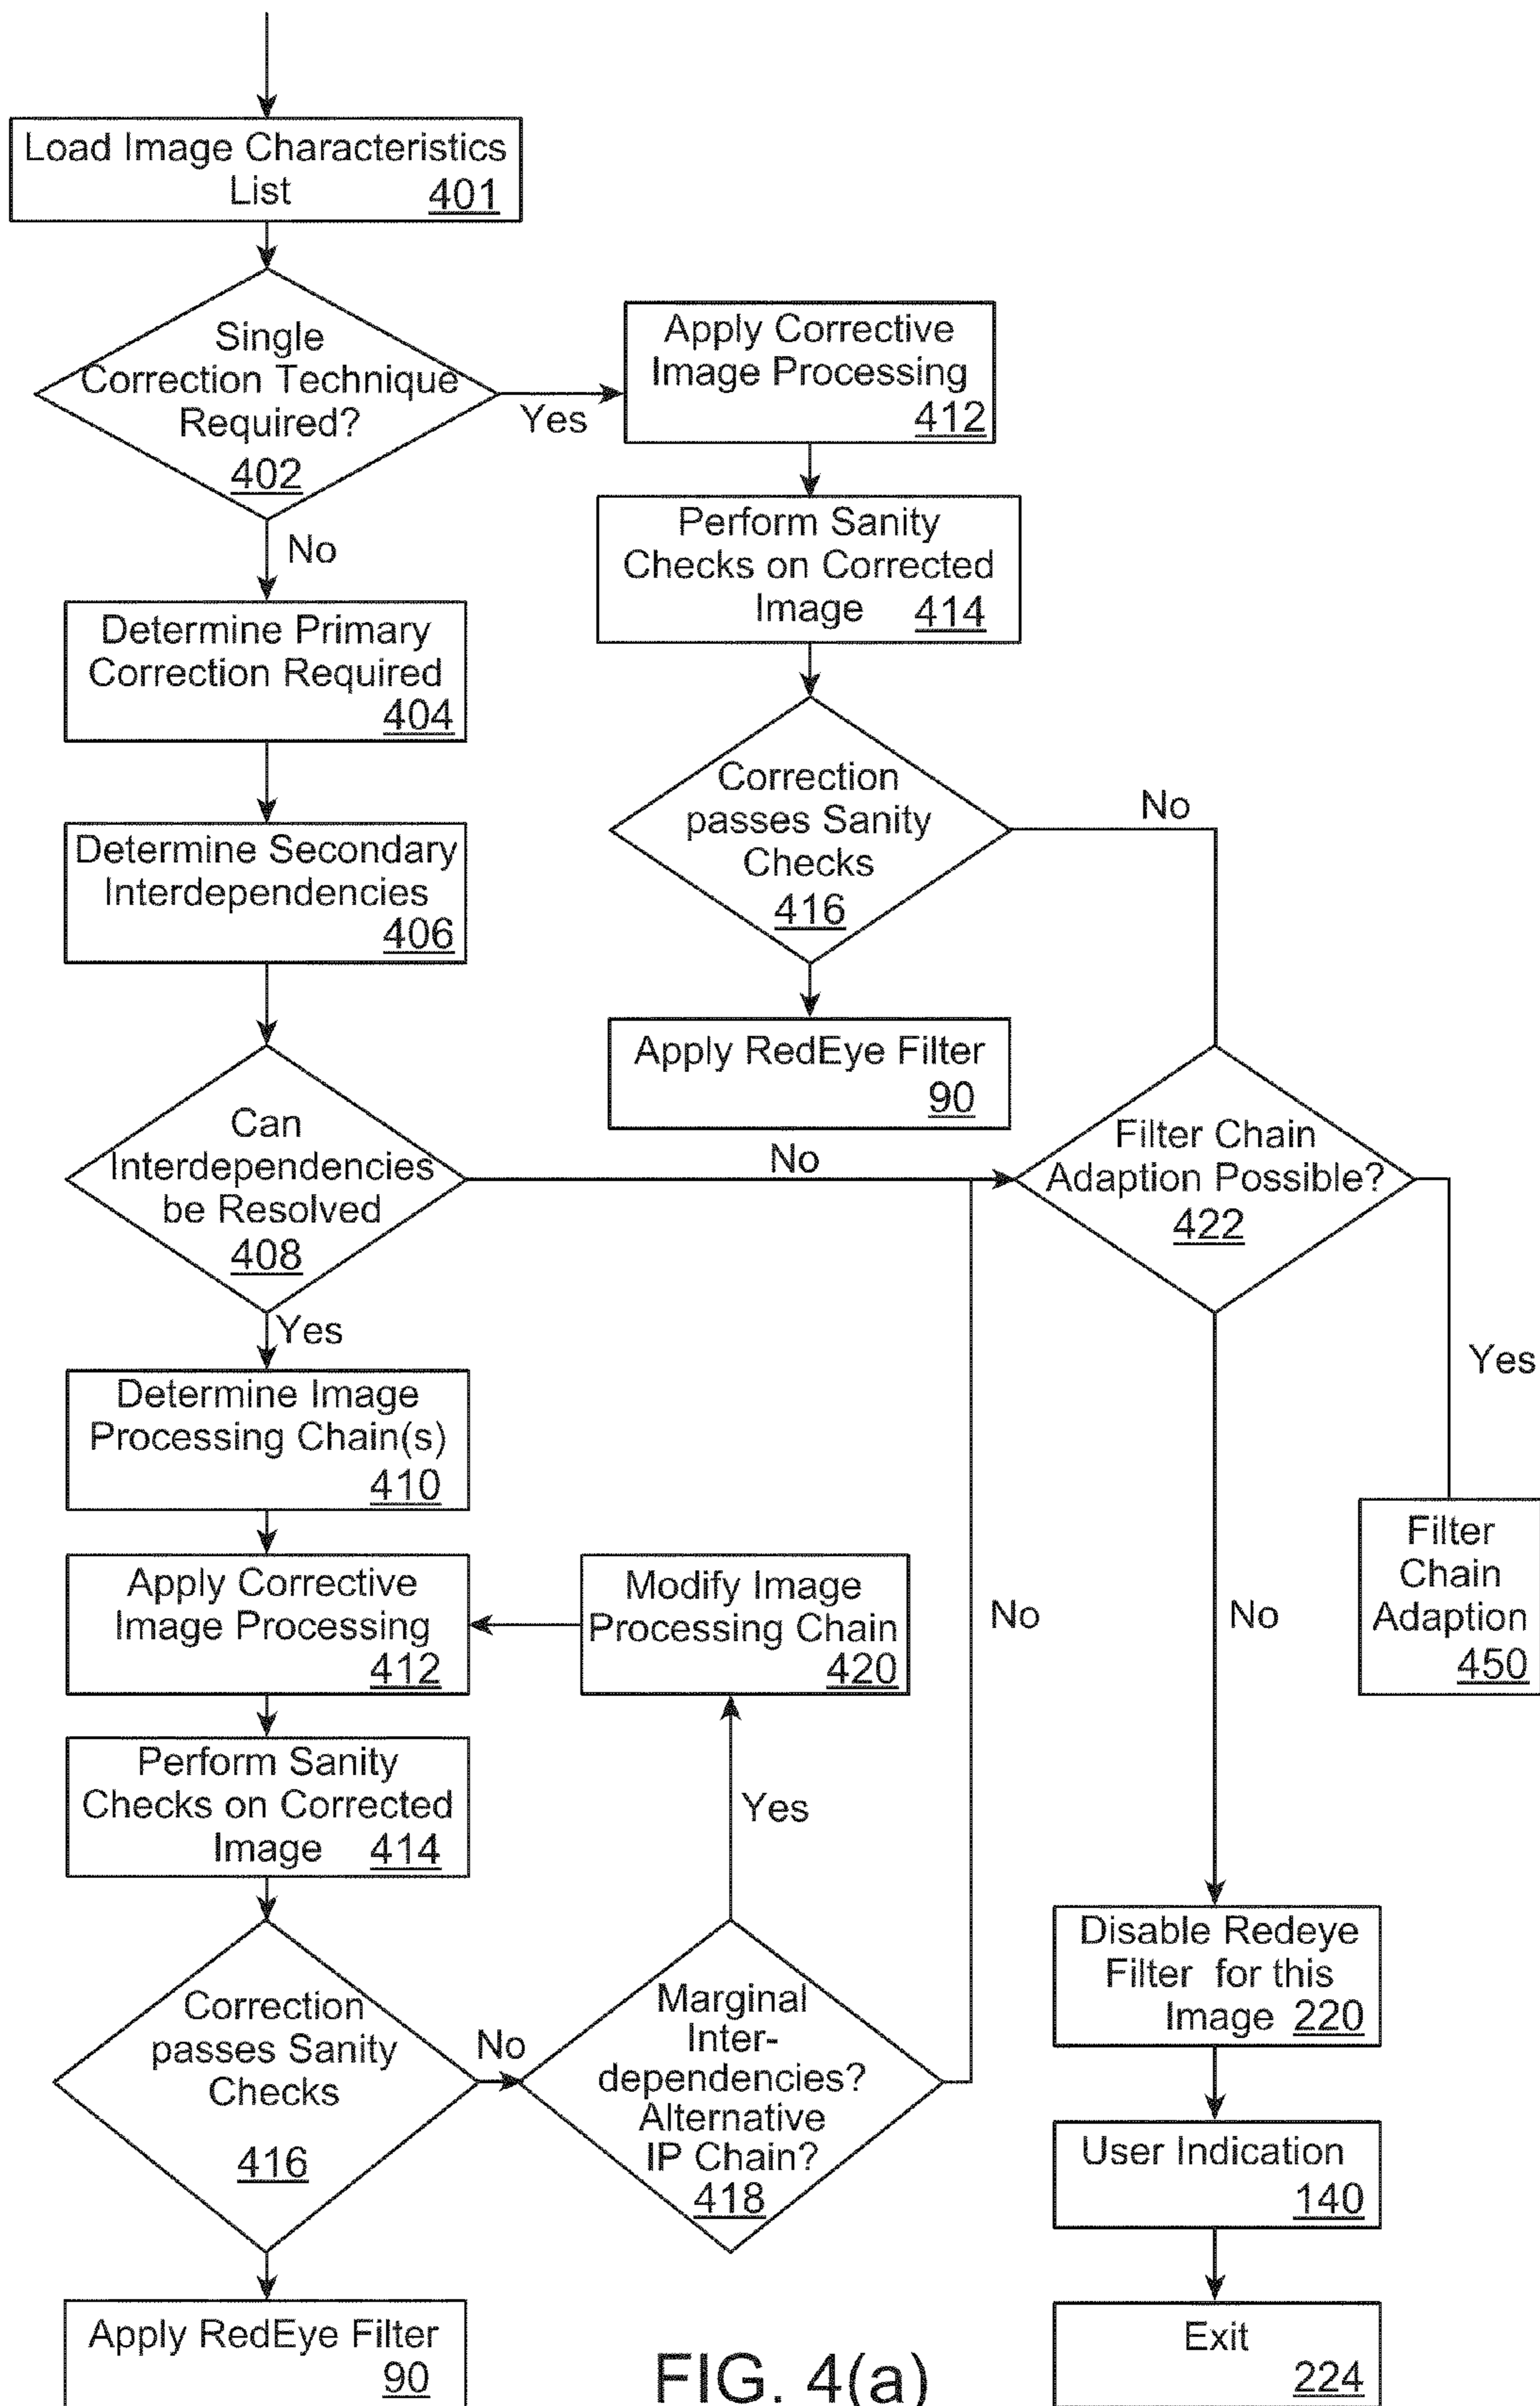 Load Image Characteristics
List 401
Single
Correction Technique
Required?
402
Yes
No
Apply Corrective
Image Processing
412
Perform Sanity
Checks on Corrected
Image 414
Determine Primary
Correction Required
404
Correction
passes Sanity
Checks
416
No
Determine Secondary
Interdependencies
406
Apply RedEye Filter
90
Can
Interdependencies
be Resolved
408
No
Yes
Filter Chain
Adaption Possible?
422
Yes
No
Filter
Chain
Adaption
450
Determine Image
Processing Chain(s)
410
Apply Corrective
Image Processing
412
Modify Image
Processing Chain
420
No
Perform Sanity
Checks on Corrected
Image 414
Yes
Correction
passes Sanity
Checks
416
No
Marginal
Inter-
dependencies?
Alternative
IP Chain?
418
Disable Redeye
Filter for this
Image 220
User Indication
140
Exit
224
Apply RedEye Filter
90
FIG. 4(a)